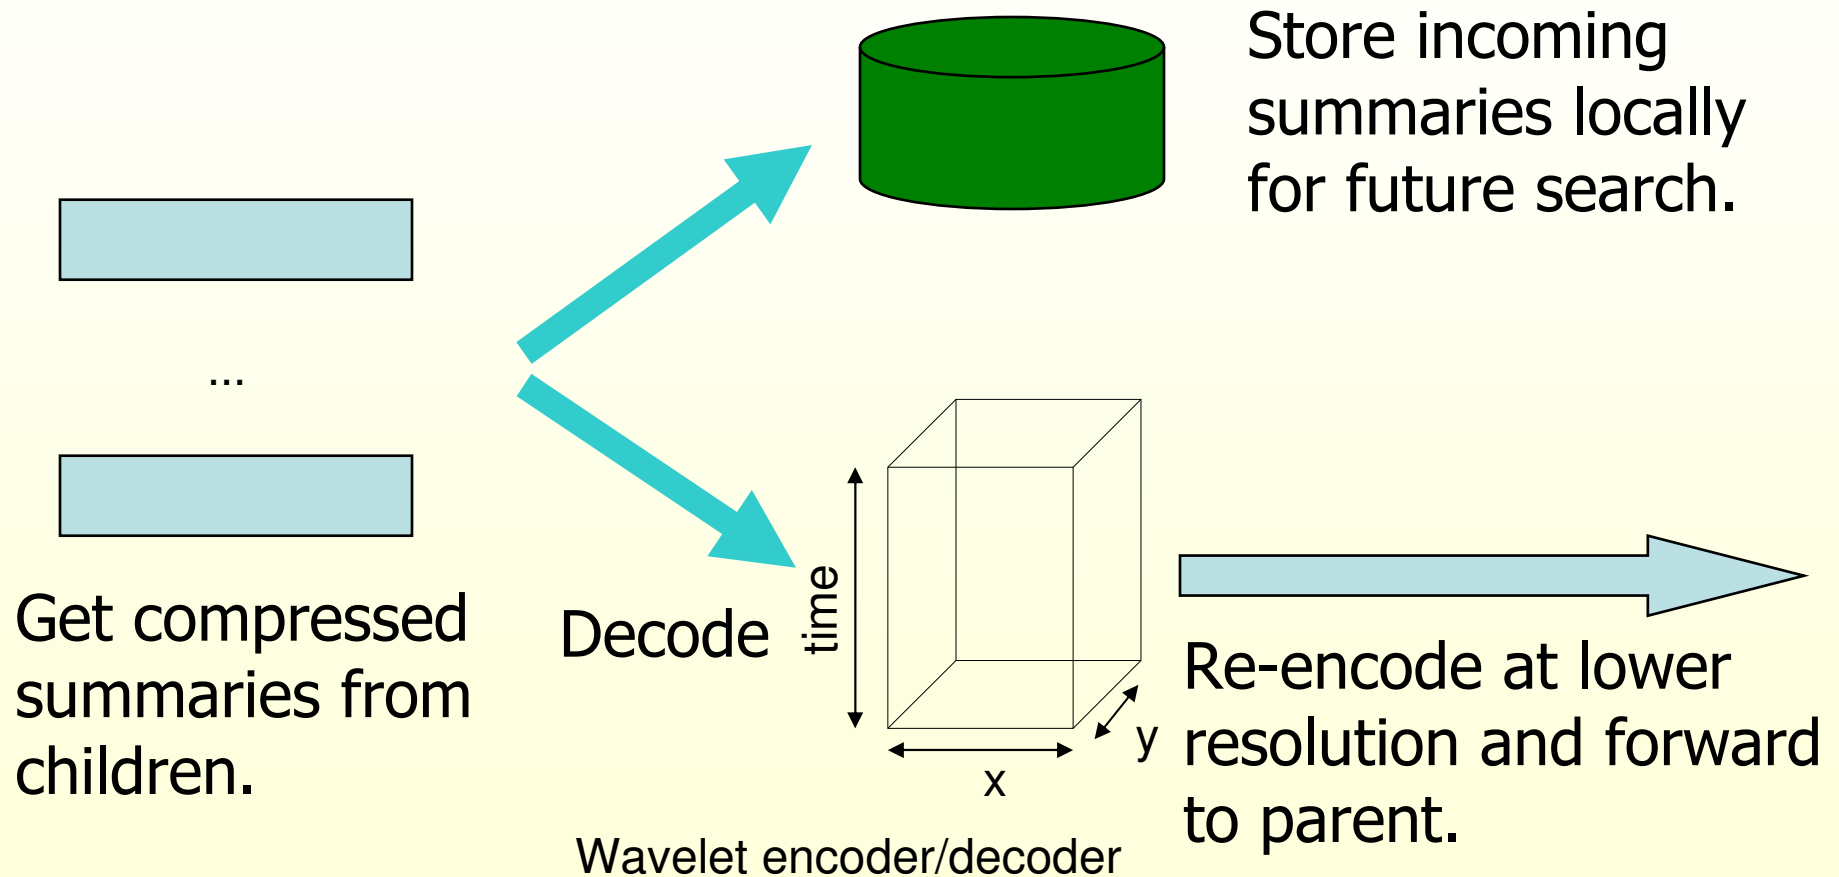 Store incoming
summaries locally
for future search.
...
Get compressed
summaries from
children.
Decode
time
x
y
Wavelet encoder/decoder
Re-encode at lower
resolution and forward
to parent.